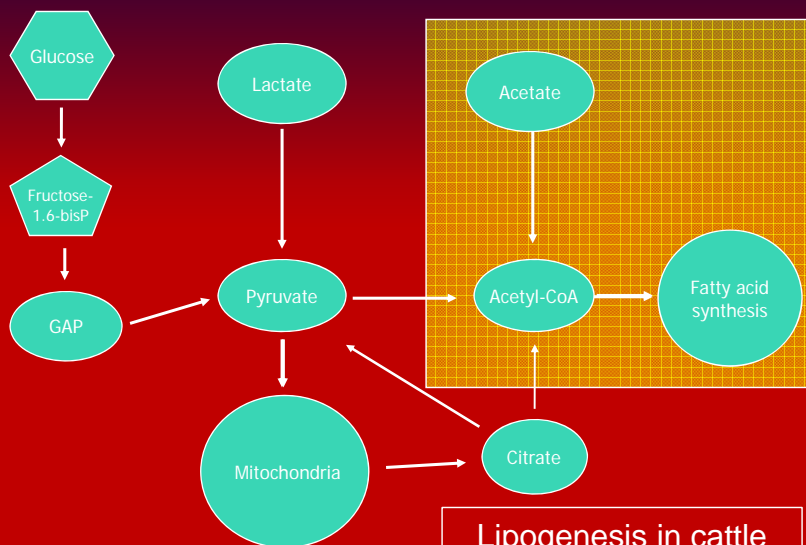 Glucose
Lactate
Acetate
Fructose-
1.6-bisP
GAP
Pyruvate
Acetyl-CoA
Fatty acid
synthesis
Mitochondria
Citrate
Lipogenesis in cattle